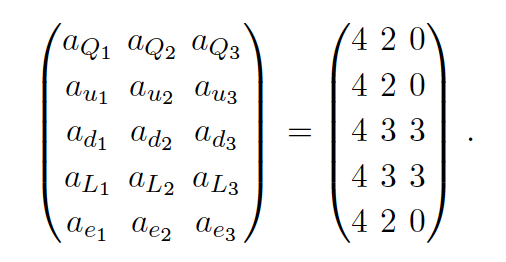 a_{Q_1} a_{Q_2} a_{Q_3} 4 2 0
a_{u_1} a_{u_2} a_{u_3} 4 2 0
a_{d_1} a_{d_2} a_{d_3} = 4 3 3 .
a_{L_1} a_{L_2} a_{L_3} 4 3 3
a_{e_1} a_{e_2} a_{e_3} 4 2 0